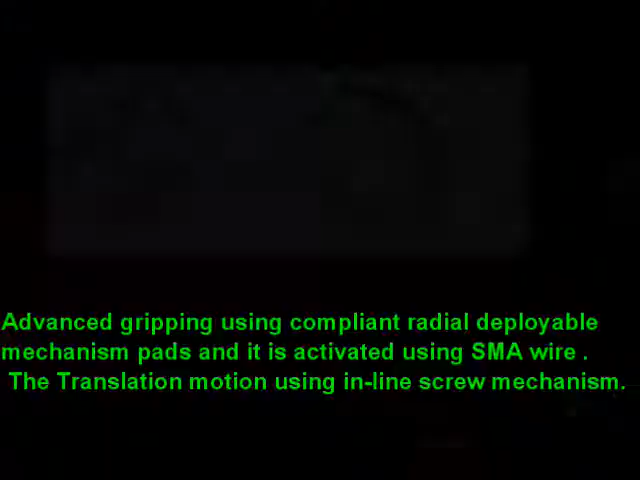 Advanced gripping using compliant radial deployable
mechanism pads and it is activated using SMA wire .
The Translation motion using in-line screw mechanism.